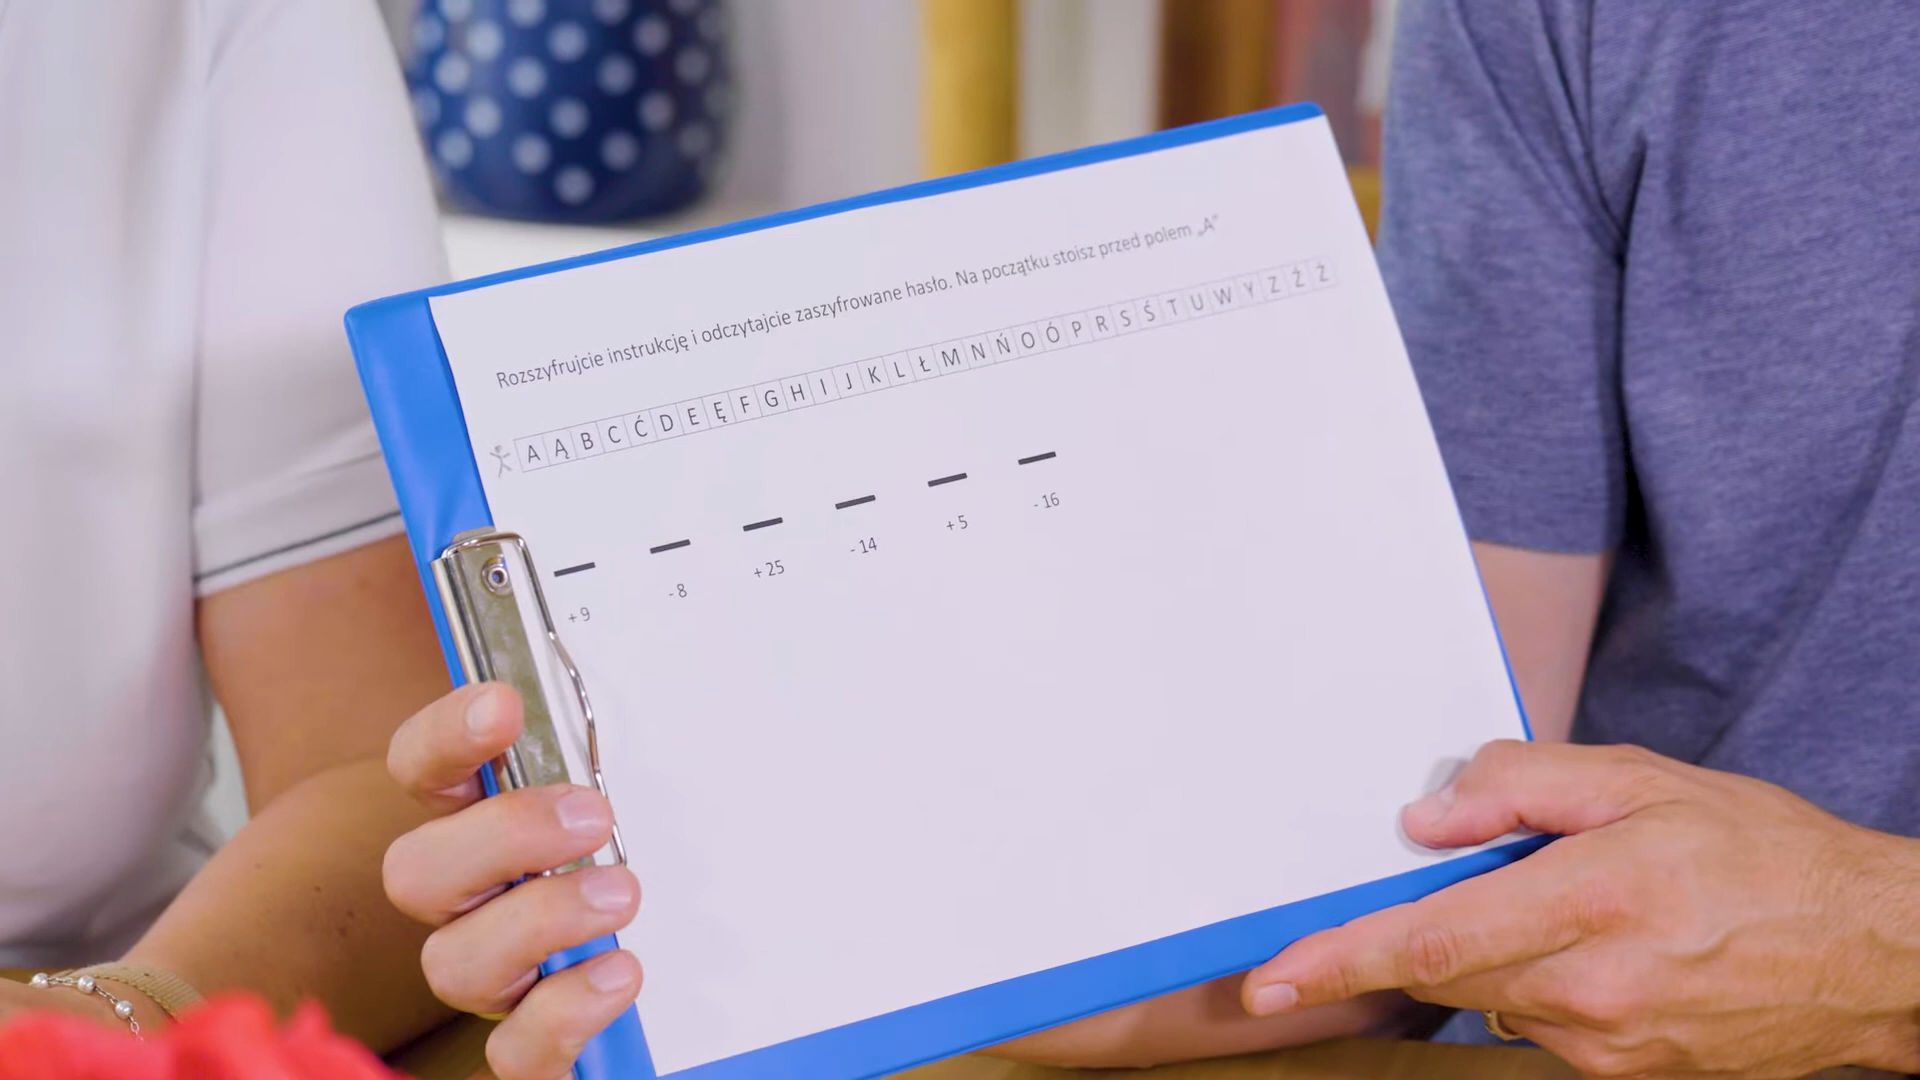 Rozszyfrujcie instrukcję i odczytajcie zaszyfrowane hasło. Na początku stoisz przed polem „A"
A Ą B C Ć D E Ę F G H I J K L Ł M N Ń O Ó P R S Ś T U W Y Z Ź Ż
+ 9 - 8 + 25 - 14 + 5 - 16